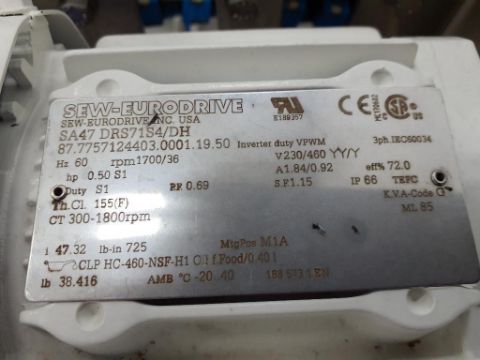 SEW-EURODRIVE
SEW-EURODRIVE, INC. USA
SA47 DRS71S4/DH
87.7757124403.0001.19.50 Inverter duty VPWM 3ph.IEC60034
Hz 60 rpm 1700/36 V 230/460 YY/Y
hp 0.50 S1 A 1.84/0.92 eff% 72.0
Duty S1 P.F. 0.69 S.F. 1.15 IP 66 TEFC
Th.Cl. 155(F) K.V.A-Code
CT 300-1800rpm ML 85
i 47.32 lb-in 725 MtgPos M1A
CLP HC-460-NSF-H1 Oil f.Food/0.40 l
lb 38.416 AMB °C -20..40
E189357
CE